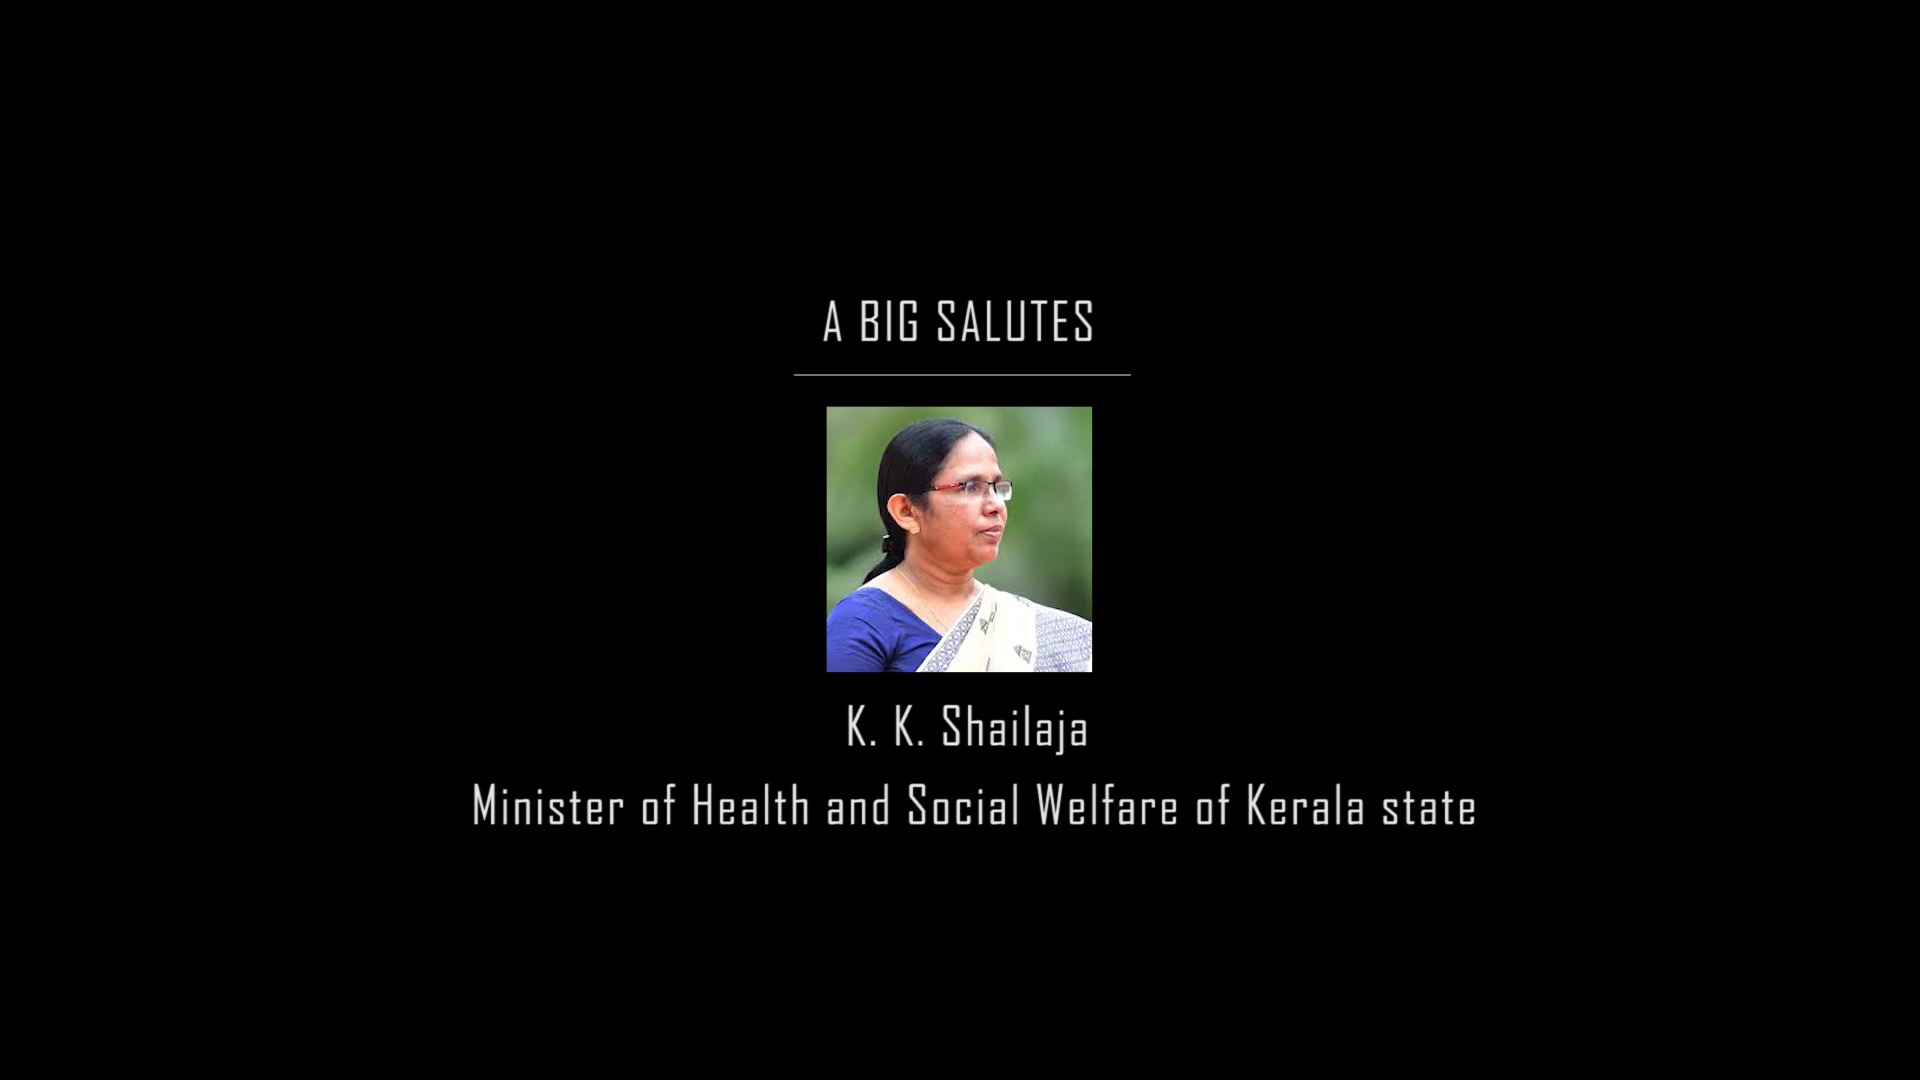 A BIG SALUTES
K. K. Shailaja
Minister of Health and Social Welfare of Kerala state